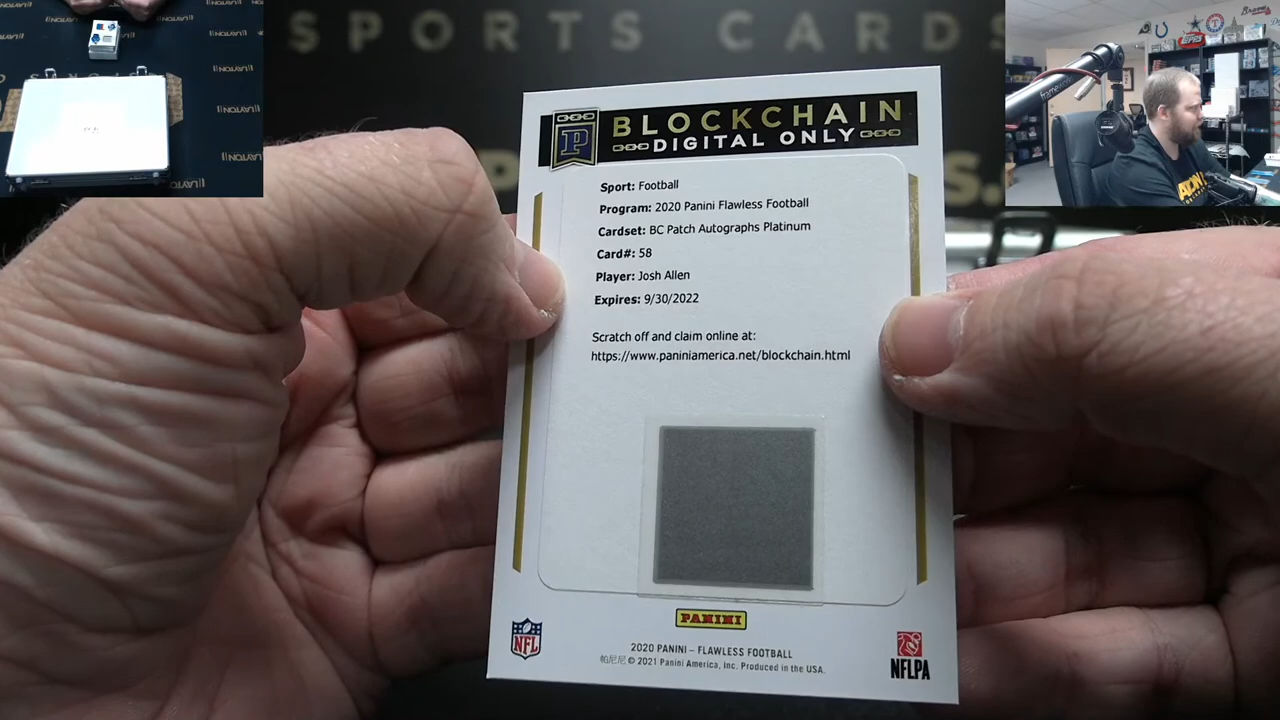 SPORTS CARDS
P BLOCKCHAIN
DIGITAL ONLY
Sport: Football
Program: 2020 Panini Flawless Football
Cardset: BC Patch Autographs Platinum
Card#: 58
Player: Josh Allen
Expires: 9/30/2022
Scratch off and claim online at:
https://www.paniniamerica.net/blockchain.html
PANINI
NFL
NFLPA
2020 PANINI – FLAWLESS FOOTBALL
帕尼尼 © 2021 Panini America, Inc. Produced in the USA.